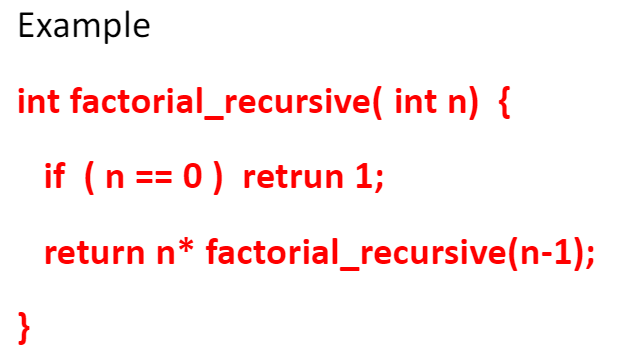 Example
int factorial_recursive( int n)  {
if  ( n == 0 )  retrun 1;
return n* factorial_recursive(n-1);
}